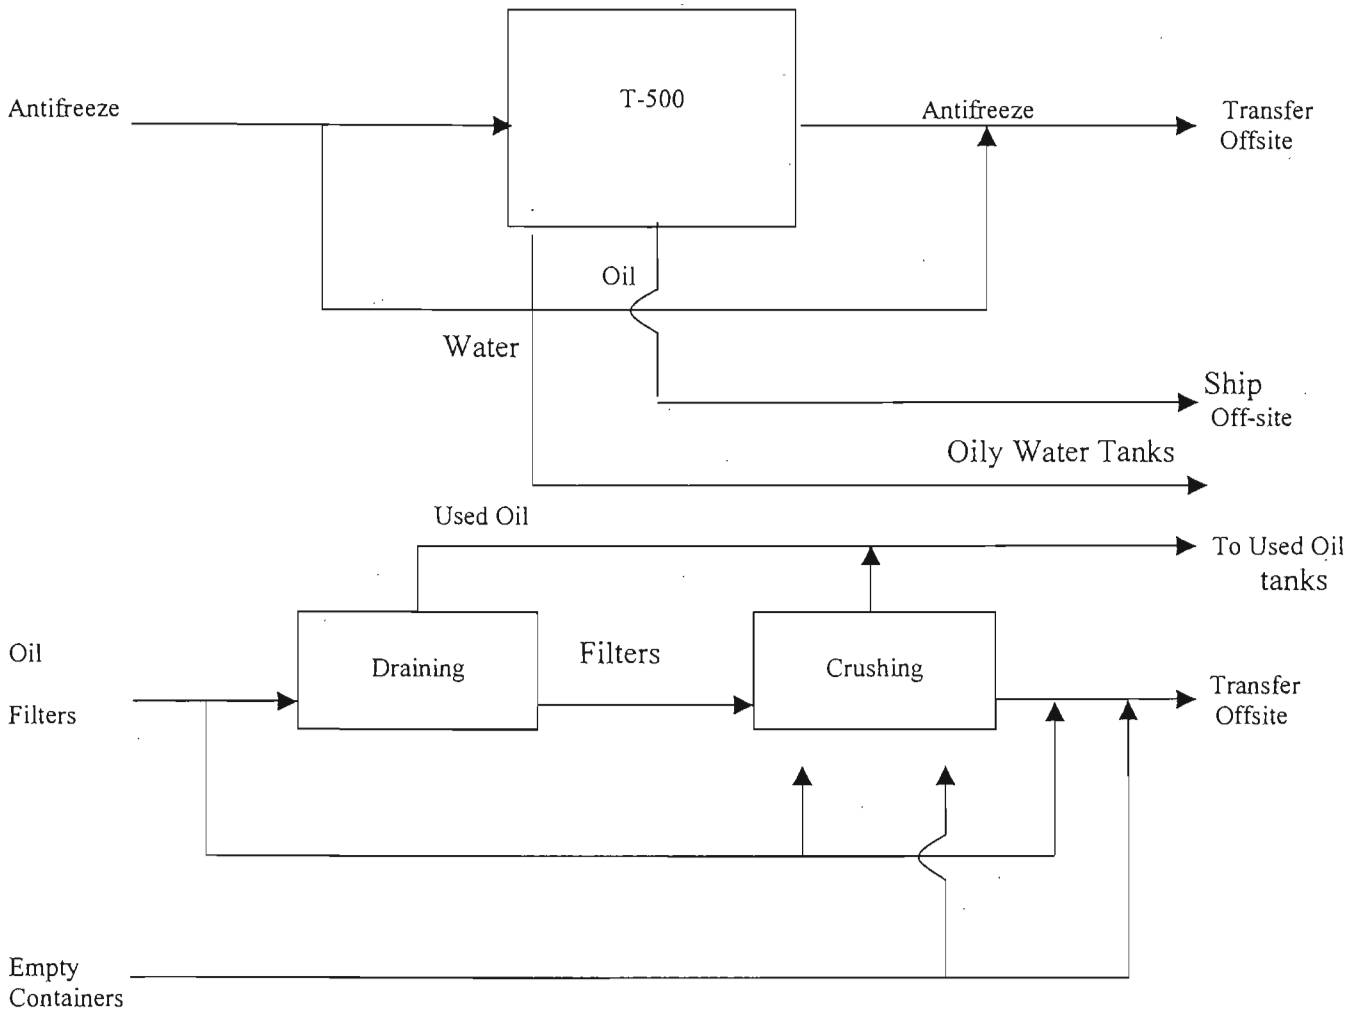 T-500
Antifreeze
Antifreeze
Transfer
Offsite
Oil
Water
Ship
Off-site
Oily Water Tanks
Used Oil
To Used Oil
tanks
Oil
Filters
Draining
Filters
Crushing
Transfer
Offsite
Empty
Containers